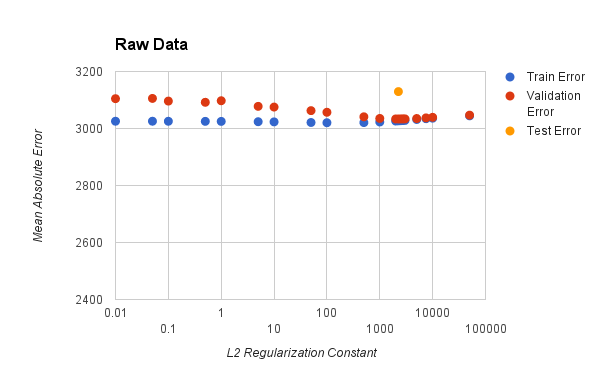 Raw Data
3200
3000
2800
2600
2400
Mean Absolute Error
0.01
0.1
1
10
100
1000
10000
100000
L2 Regularization Constant
Train Error
Validation
Error
Test Error